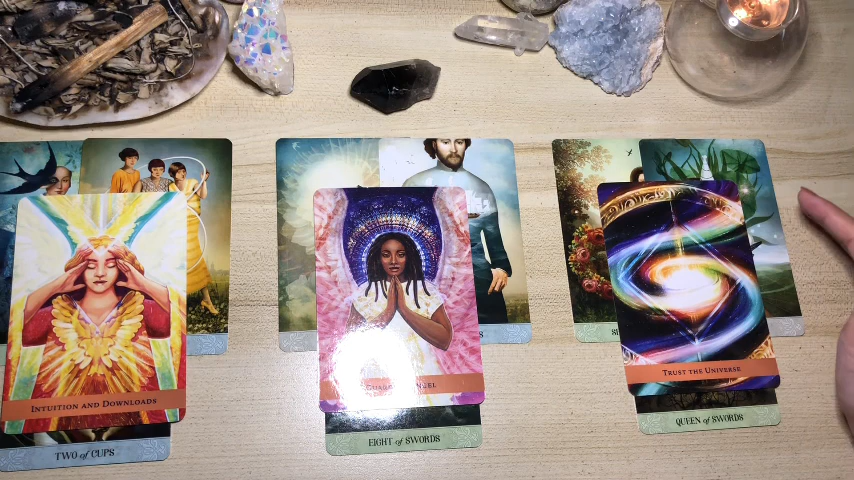 INTUITION AND DOWNLOADS
TRUST THE UNIVERSE
TWO of CUPS
EIGHT of SWORDS
QUEEN of SWORDS